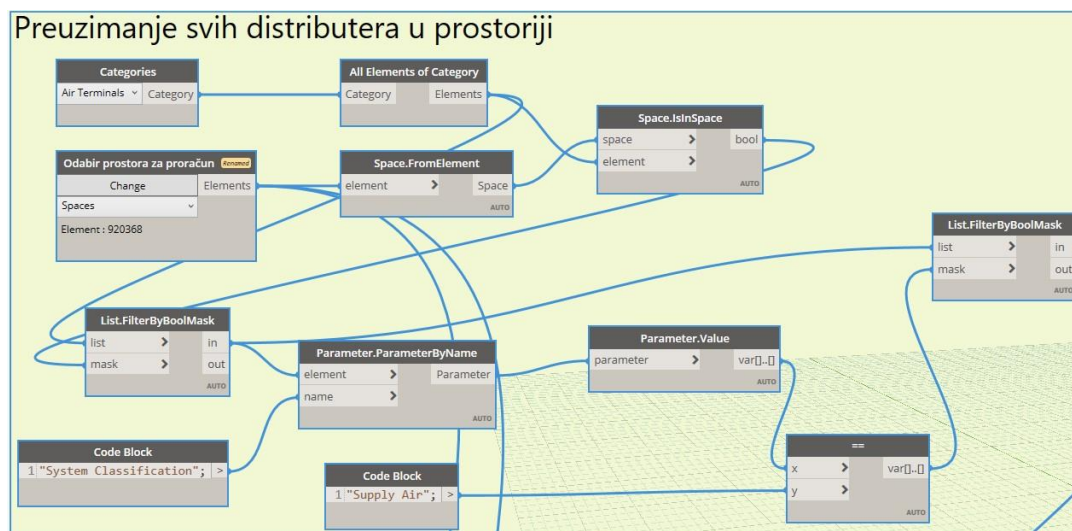 Preuzimanje svih distributera u prostoriji
Categories
Air Terminals Category
All Elements of Category
Category Elements
Space.IsInSpace
space > bool
element >
AUTO
Odabir prostora za proračun Renamed
Change Elements
Spaces
Element : 920368
Space.FromElement
element > Space
AUTO
List.FilterByBoolMask
list > in
mask > out
AUTO
List.FilterByBoolMask
list > in
mask > out
AUTO
Parameter.ParameterByName
element > Parameter
name >
AUTO
Parameter.Value
parameter > var[]..[]
AUTO
Code Block
1 "System Classification"; >
Code Block
1 "Supply Air"; >
==
x > var[]..[]
y >
AUTO